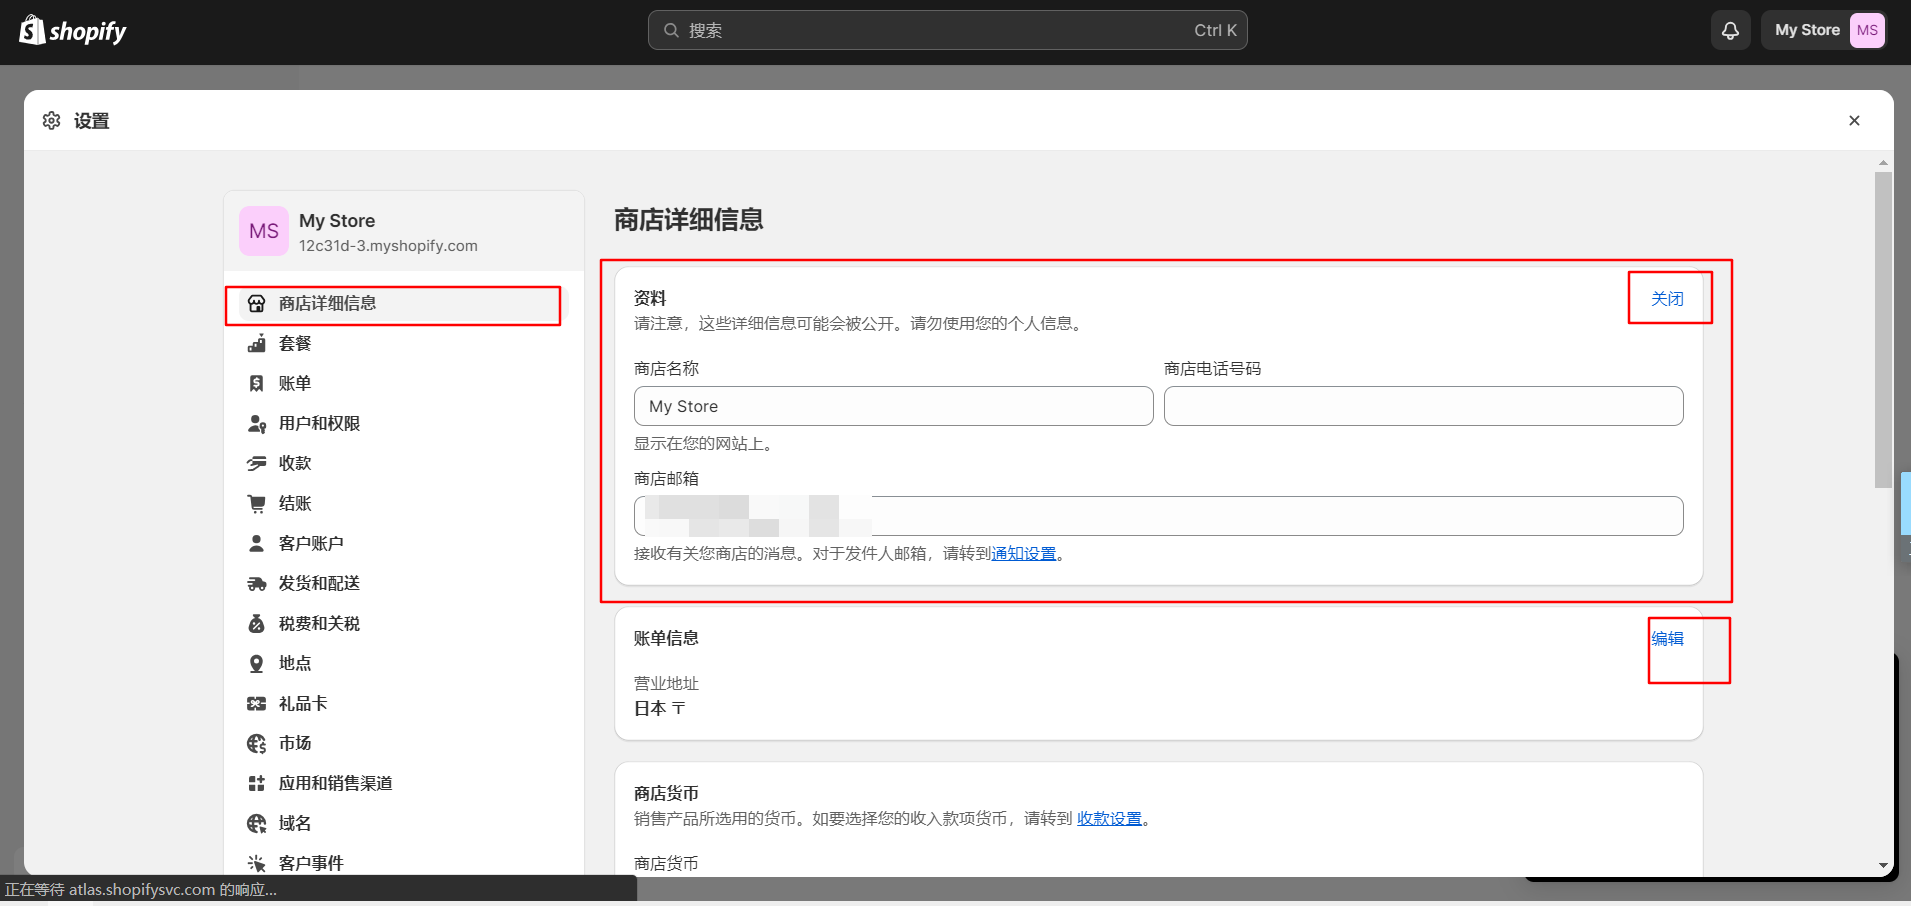 shopify
搜索
Ctrl K
My Store
MS
设置
MS
My Store
12c31d-3.myshopify.com
商店详细信息
套餐
账单
用户和权限
收款
结账
客户账户
发货和配送
税费和关税
地点
礼品卡
市场
应用和销售渠道
域名
客户事件
商店详细信息
资料
关闭
请注意，这些详细信息可能会被公开。请勿使用您的个人信息。
商店名称
商店电话号码
My Store
显示在您的网站上。
商店邮箱
接收有关您商店的消息。对于发件人邮箱，请转到通知设置。
账单信息
编辑
营业地址
日本 〒
商店货币
销售产品所选用的货币。如要选择您的收入款项货币，请转到 收款设置。
商店货币
正在等待 atlas.shopifysvc.com 的响应...